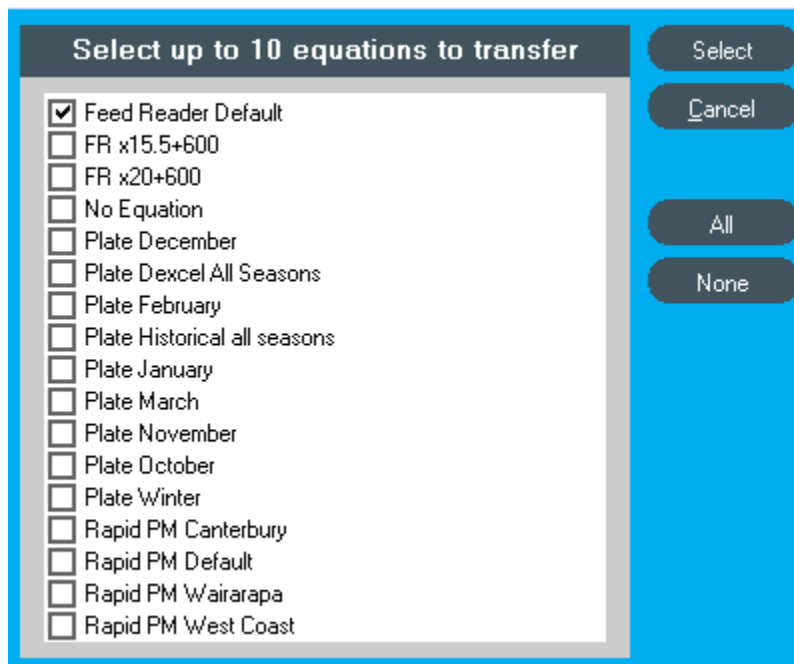 Select up to 10 equations to transfer
Feed Reader Default
FR x15.5+600
FR x20+600
No Equation
Plate December
Plate Dexcel All Seasons
Plate February
Plate Historical all seasons
Plate January
Plate March
Plate November
Plate October
Plate Winter
Rapid PM Canterbury
Rapid PM Default
Rapid PM Wairarapa
Rapid PM West Coast
Select
Cancel
All
None